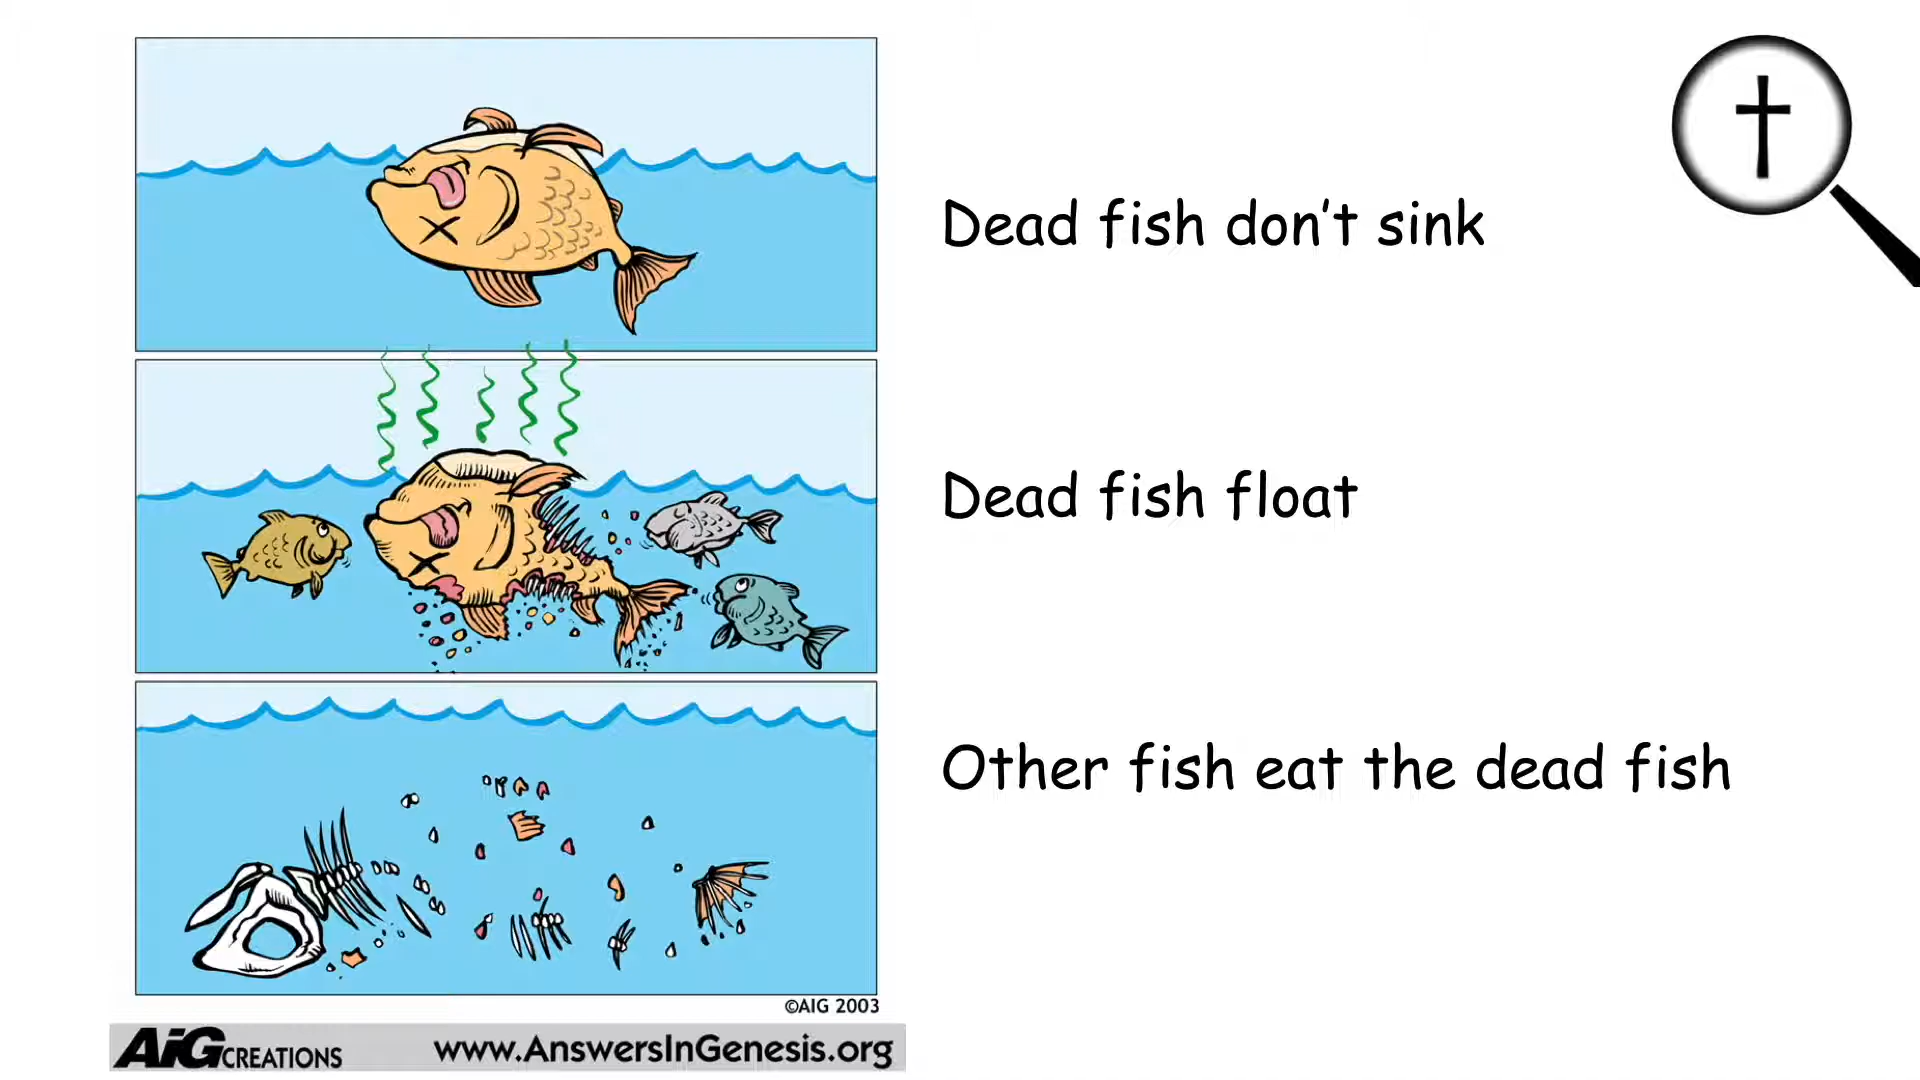 Dead fish don't sink
Dead fish float
Other fish eat the dead fish
©AIG 2003
AiG CREATIONS
www.AnswersInGenesis.org